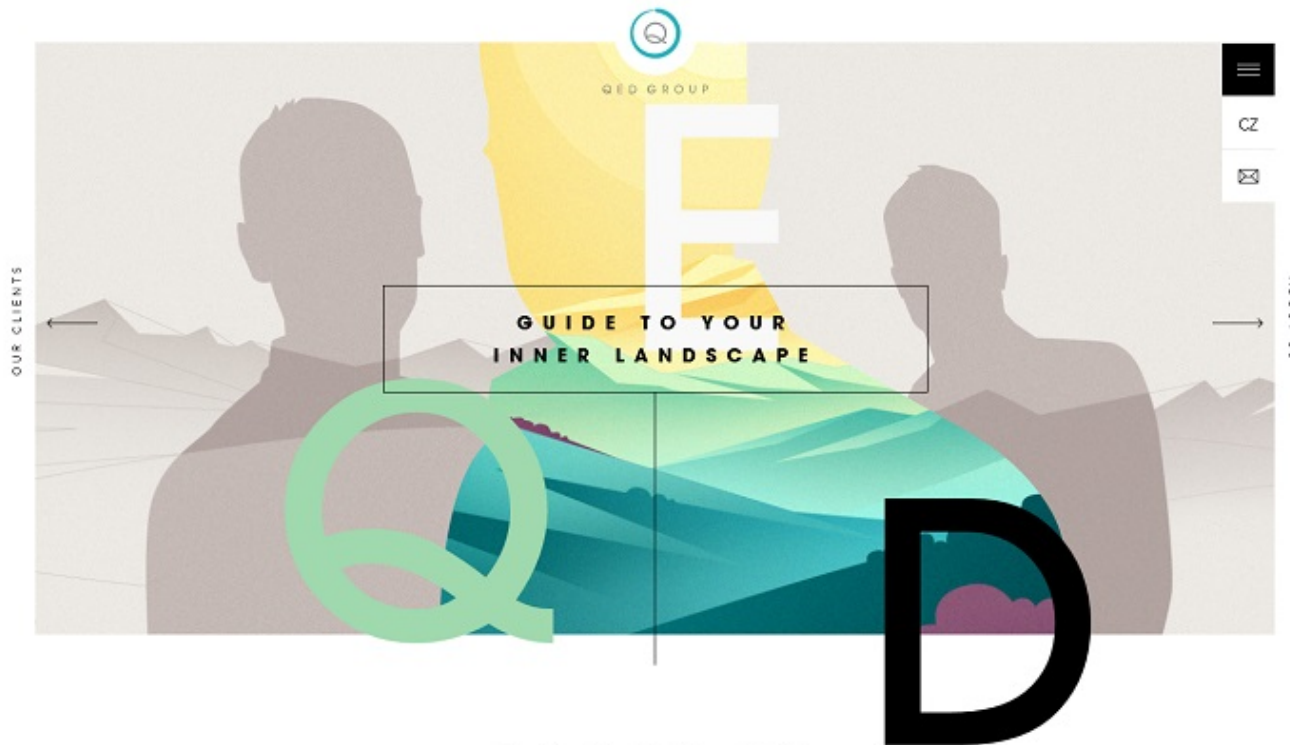 Q
QED GROUP
CZ
E
OUR CLIENTS
GUIDE TO YOUR
INNER LANDSCAPE
Q
D